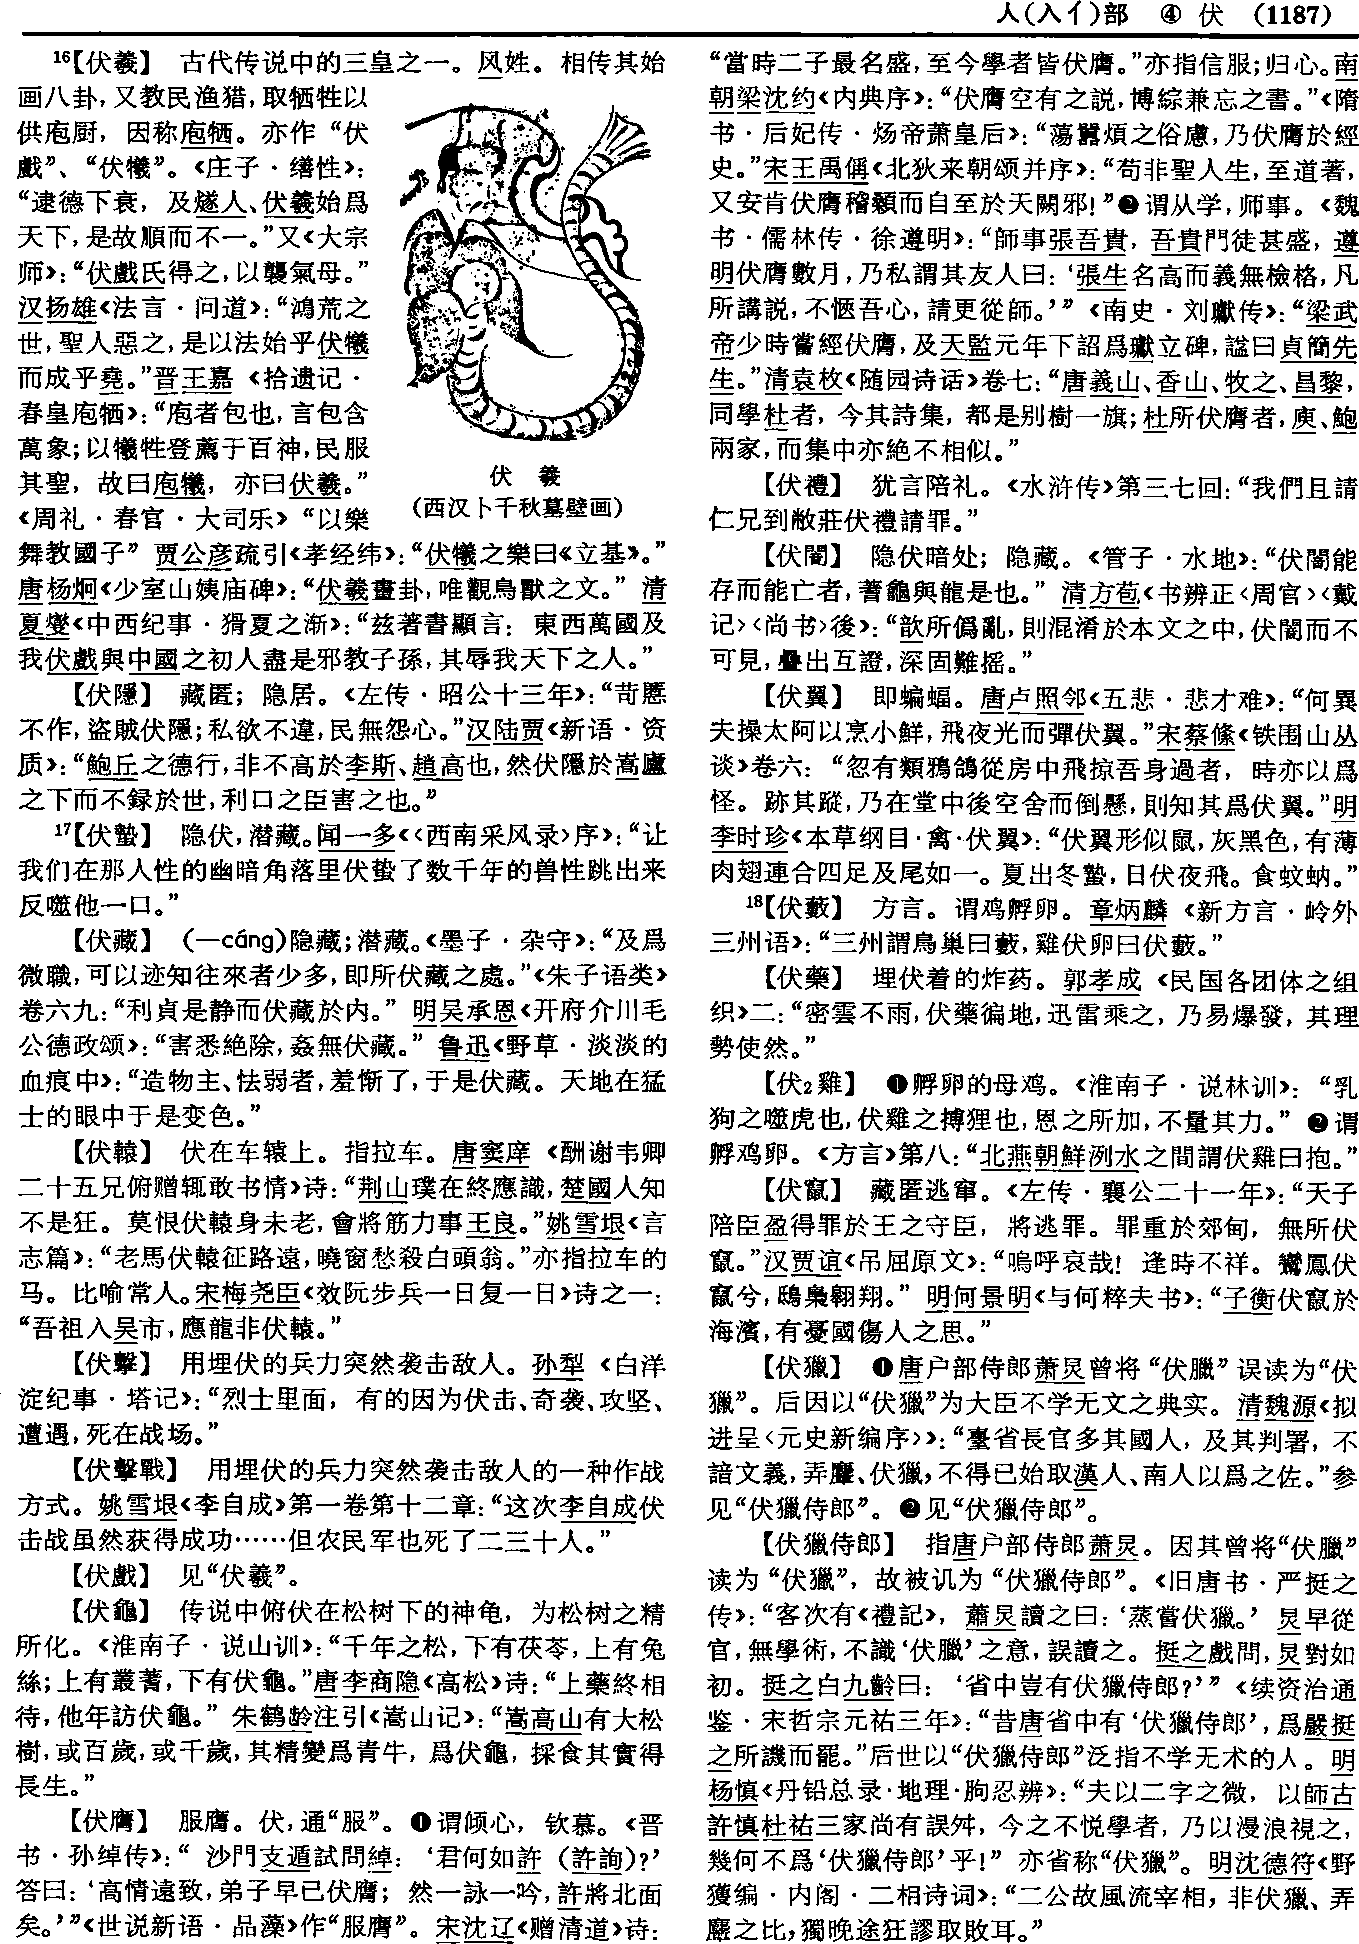 人(入亻)部　④ 伏　(1187)
16【伏羲】　古代传说中的三皇之一。风姓。相传其始
画八卦，又教民渔猎，取牺牲以
供庖厨，因称庖牺。亦作“伏
戲”、“伏犧”。《庄子·缮性》：
“逮德下衰，及燧人、伏羲始爲
天下，是故順而不一。”又《大宗
师》：“伏戲氏得之，以襲氣母。”
汉扬雄《法言·问道》：“鴻荒之
世，聖人惡之，是以法始乎伏犧
而成乎堯。”晋王嘉《拾遗记·
春皇庖牺》：“庖者包也，言包含
萬象；以犧牲登薦于百神，民服
其聖，故曰庖犧，亦曰伏羲。”
《周礼·春官·大司乐》“以樂
伏　羲
(西汉卜千秋墓壁画)
舞教國子”贾公彦疏引《孝经纬》：“伏犧之樂曰《立基》。”
唐杨炯《少室山姨庙碑》：“伏羲畫卦，唯觀鳥獸之文。”清
夏燮《中西纪事·猾夏之渐》：“兹著書顯言：東西萬國及
我伏戲與中國之初人盡是邪教子孫，其辱我天下之人。”
【伏隱】　藏匿；隐居。《左传·昭公十三年》：“苛慝
不作，盜賊伏隱；私欲不違，民無怨心。”汉陆贾《新语·资
质》：“鮑丘之德行，非不高於李斯、趙高也，然伏隱於嵩廬
之下而不録於世，利口之臣害之也。”
17【伏蟄】　隐伏，潜藏。闻一多《〈西南采风录〉序》：“让
我们在那人性的幽暗角落里伏蛰了数千年的兽性跳出来
反噬他一口。”
【伏藏】　(—cáng)隐藏；潜藏。《墨子·杂守》：“及爲
微職，可以迹知往來者少多，即所伏藏之處。”《朱子语类》
卷六九：“利貞是静而伏藏於内。”明吴承恩《开府介川毛
公德政颂》：“害悉絶除，姦無伏藏。”鲁迅《野草·淡淡的
血痕中》：“造物主、怯弱者，羞惭了，于是伏藏。天地在猛
士的眼中于是变色。”
【伏轅】　伏在车辕上。指拉车。唐窦庠《酬谢韦卿
二十五兄俯赠辄敢书情》诗：“荆山璞在終應識，楚國人知
不是狂。莫恨伏轅身未老，會將筋力事王良。”姚雪垠《言
志篇》：“老馬伏轅征路遠，曉窗愁殺白頭翁。”亦指拉车的
马。比喻常人。宋梅尧臣《效阮步兵一日复一日》诗之一：
“吾祖入吴市，應龍非伏轅。”
【伏擊】　用埋伏的兵力突然袭击敌人。孙犁《白洋
淀纪事·塔记》：“烈士里面，有的因为伏击、奇袭、攻坚、
遭遇，死在战场。”
【伏擊戰】　用埋伏的兵力突然袭击敌人的一种作战
方式。姚雪垠《李自成》第一卷第十二章：“这次李自成伏
击战虽然获得成功……但农民军也死了二三十人。”
【伏戲】　见“伏羲”。
【伏龜】　传说中俯伏在松树下的神龟，为松树之精
所化。《淮南子·说山训》：“千年之松，下有茯苓，上有兔
絲；上有叢蓍，下有伏龜。”唐李商隐《高松》诗：“上藥終相
待，他年訪伏龜。”朱鹤龄注引《嵩山记》：“嵩高山有大松
樹，或百歲，或千歲，其精變爲青牛，爲伏龜，採食其實得
長生。”
【伏膺】　服膺。伏，通“服”。❶谓倾心，钦慕。《晋
书·孙绰传》：“沙門支遁試問綽：‘君何如許（許詢）？’
答曰：‘高情遠致，弟子早已伏膺；然一詠一吟，許將北面
矣。’”《世说新语·品藻》作“服膺”。宋沈辽《赠清道》诗：
“當時二子最名盛，至今學者皆伏膺。”亦指信服；归心。南
朝梁沈约《内典序》：“伏膺空有之説，博綜兼忘之書。”《隋
书·后妃传·炀帝萧皇后》：“蕩囂煩之俗慮，乃伏膺於經
史。”宋王禹偁《北狄来朝颂并序》：“苟非聖人生，至道著，
又安肯伏膺稽顙而自至於天闕邪！”❷谓从学，师事。《魏
书·儒林传·徐遵明》：“師事張吾貴，吾貴門徒甚盛，遵
明伏膺數月，乃私謂其友人曰：‘張生名高而義無檢格，凡
所講説，不愜吾心，請更從師。’”《南史·刘瓛传》：“梁武
帝少時嘗經伏膺，及天監元年下詔爲瓛立碑，謚曰貞簡先
生。”清袁枚《随园诗话》卷七：“唐義山、香山、牧之、昌黎，
同學杜者，今其詩集，都是别樹一旗；杜所伏膺者，庾、鮑
兩家，而集中亦絶不相似。”
【伏禮】　犹言陪礼。《水浒传》第三七回：“我們且請
仁兄到敝莊伏禮請罪。”
【伏闇】　隐伏暗处；隐藏。《管子·水地》：“伏闇能
存而能亡者，蓍龜與龍是也。”清方苞《书辨正〈周官〉〈戴
记〉〈尚书〉後》：“歆所僞亂，則混淆於本文之中，伏闇而不
可見，疊出互證，深固難摇。”
【伏翼】　即蝙蝠。唐卢照邻《五悲·悲才难》：“何異
夫操太阿以烹小鮮，飛夜光而彈伏翼。”宋蔡絛《铁围山丛
谈》卷六：“忽有類鴉鴿從房中飛掠吾身過者，時亦以爲
怪。跡其蹤，乃在堂中後空舍而倒懸，則知其爲伏翼。”明
李时珍《本草纲目·禽·伏翼》：“伏翼形似鼠，灰黑色，有薄
肉翅連合四足及尾如一。夏出冬蟄，日伏夜飛。食蚊蚋。”
18【伏藪】　方言。谓鸡孵卵。章炳麟《新方言·岭外
三州语》：“三州謂鳥巢曰藪，雞伏卵曰伏藪。”
【伏藥】　埋伏着的炸药。郭孝成《民国各团体之组
织》二：“密雲不雨，伏藥徧地，迅雷乘之，乃易爆發，其理
勢使然。”
【伏2雞】　❶孵卵的母鸡。《淮南子·说林训》：“乳
狗之噬虎也，伏雞之搏狸也，恩之所加，不量其力。”❷谓
孵鸡卵。《方言》第八：“北燕朝鮮洌水之間謂伏雞曰抱。”
【伏竄】　藏匿逃窜。《左传·襄公二十一年》：“天子
陪臣盈得罪於王之守臣，將逃罪。罪重於郊甸，無所伏
竄。”汉贾谊《吊屈原文》：“嗚呼哀哉！逢時不祥。鸞鳳伏
竄兮，鴟梟翱翔。”明何景明《与何粹夫书》：“子衡伏竄於
海濱，有憂國傷人之思。”
【伏獵】　❶唐户部侍郎萧炅曾将“伏臘”误读为“伏
獵”。后因以“伏獵”为大臣不学无文之典实。清魏源《拟
进呈〈元史新编序〉》：“臺省長官多其國人，及其判署，不
諳文義，弄麞、伏獵，不得已始取漢人、南人以爲之佐。”参
见“伏獵侍郎”。❷见“伏獵侍郎”。
【伏獵侍郎】　指唐户部侍郎萧炅。因其曾将“伏臘”
读为“伏獵”，故被讥为“伏獵侍郎”。《旧唐书·严挺之
传》：“客次有《禮記》，蕭炅讀之曰：‘蒸嘗伏獵。’炅早從
官，無學術，不識‘伏臘’之意，誤讀之。挺之戲問，炅對如
初。挺之白九齡曰：‘省中豈有伏獵侍郎？’”《续资治通
鉴·宋哲宗元祐三年》：“昔唐省中有‘伏獵侍郎’，爲嚴挺
之所譏而罷。”后世以“伏獵侍郎”泛指不学无术的人。明
杨慎《丹铅总录·地理·朐忍辨》：“夫以二字之微，以師古
許慎杜祐三家尚有誤舛，今之不悦學者，乃以漫浪視之，
幾何不爲‘伏獵侍郎’乎！”亦省称“伏獵”。明沈德符《野
獲编·内阁·二相诗词》：“二公故風流宰相，非伏獵、弄
麞之比，獨晚途狂謬取敗耳。”